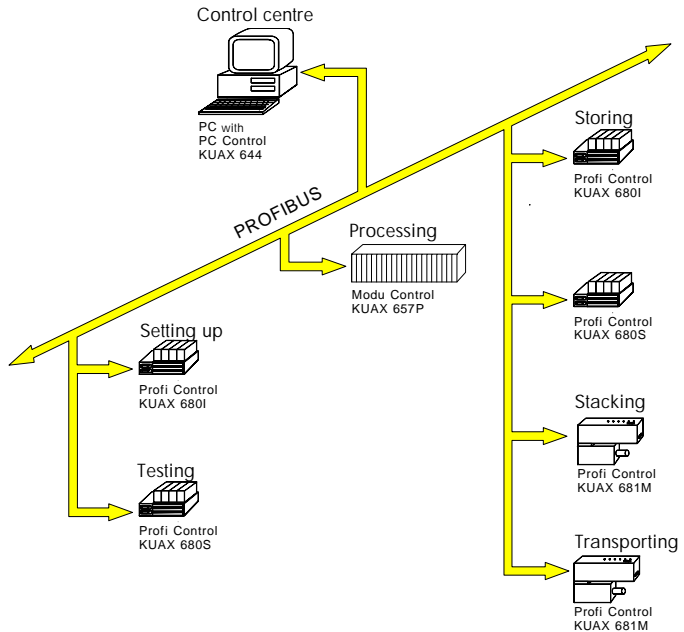 Control centre
PC with
PC Control
KUAX 644
PROFIBUS
Processing
Modu Control
KUAX 657P
Setting up
Profi Control
KUAX 680I
Testing
Profi Control
KUAX 680S
Storing
Profi Control
KUAX 680I
Profi Control
KUAX 680S
Stacking
Profi Control
KUAX 681M
Transporting
Profi Control
KUAX 681M